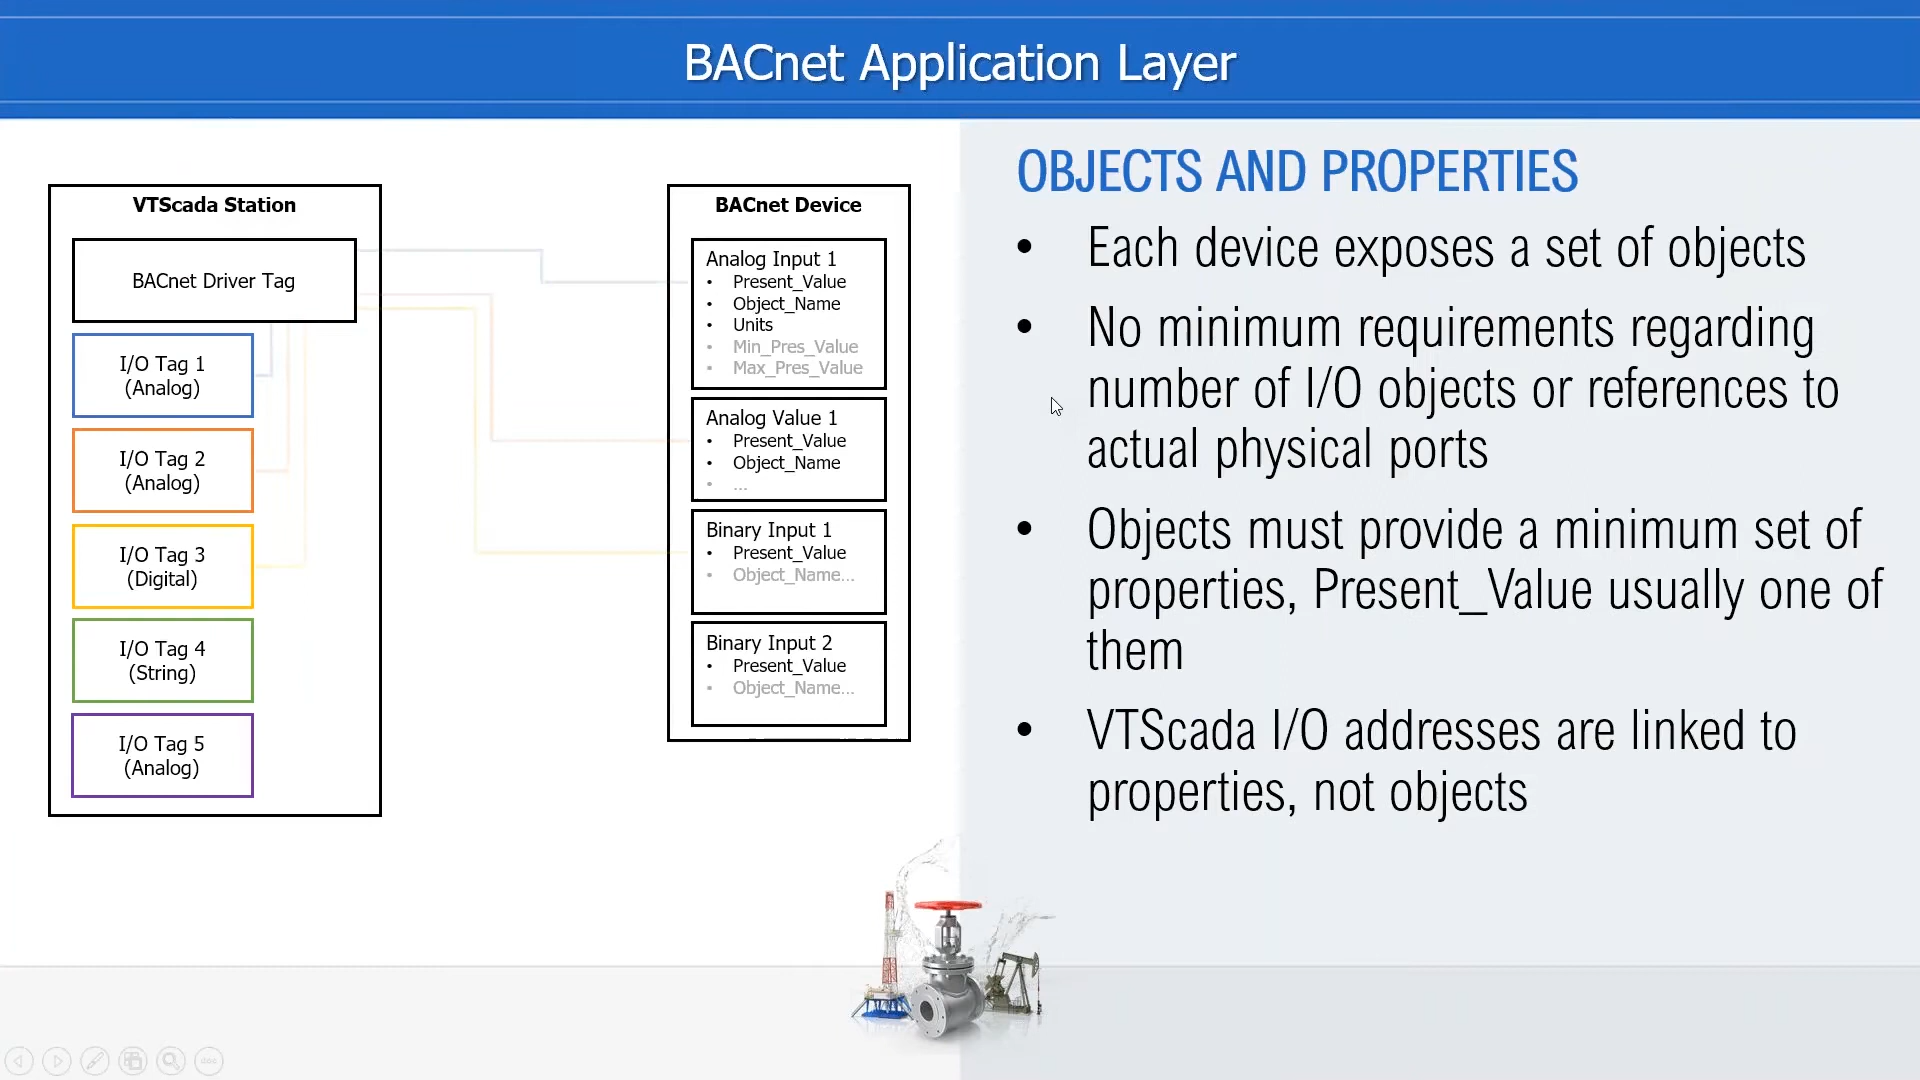 BACnet Application Layer
VTScada Station
BACnet Driver Tag
I/O Tag 1
(Analog)
I/O Tag 2
(Analog)
I/O Tag 3
(Digital)
I/O Tag 4
(String)
I/O Tag 5
(Analog)
BACnet Device
Analog Input 1
• Present_Value
• Object_Name
• Units
• Min_Pres_Value
• Max_Pres_Value
Analog Value 1
• Present_Value
• Object_Name
• ...
Binary Input 1
• Present_Value
• Object_Name...
Binary Input 2
• Present_Value
• Object_Name...
OBJECTS AND PROPERTIES
• Each device exposes a set of objects
• No minimum requirements regarding
number of I/O objects or references to
actual physical ports
• Objects must provide a minimum set of
properties, Present_Value usually one of
them
• VTScada I/O addresses are linked to
properties, not objects